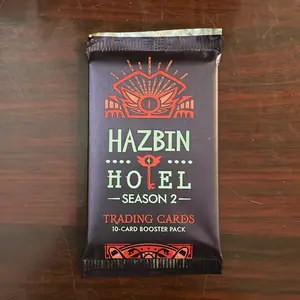 HAZBIN
HOTEL
SEASON 2
TRADING CARDS
10-CARD BOOSTER PACK